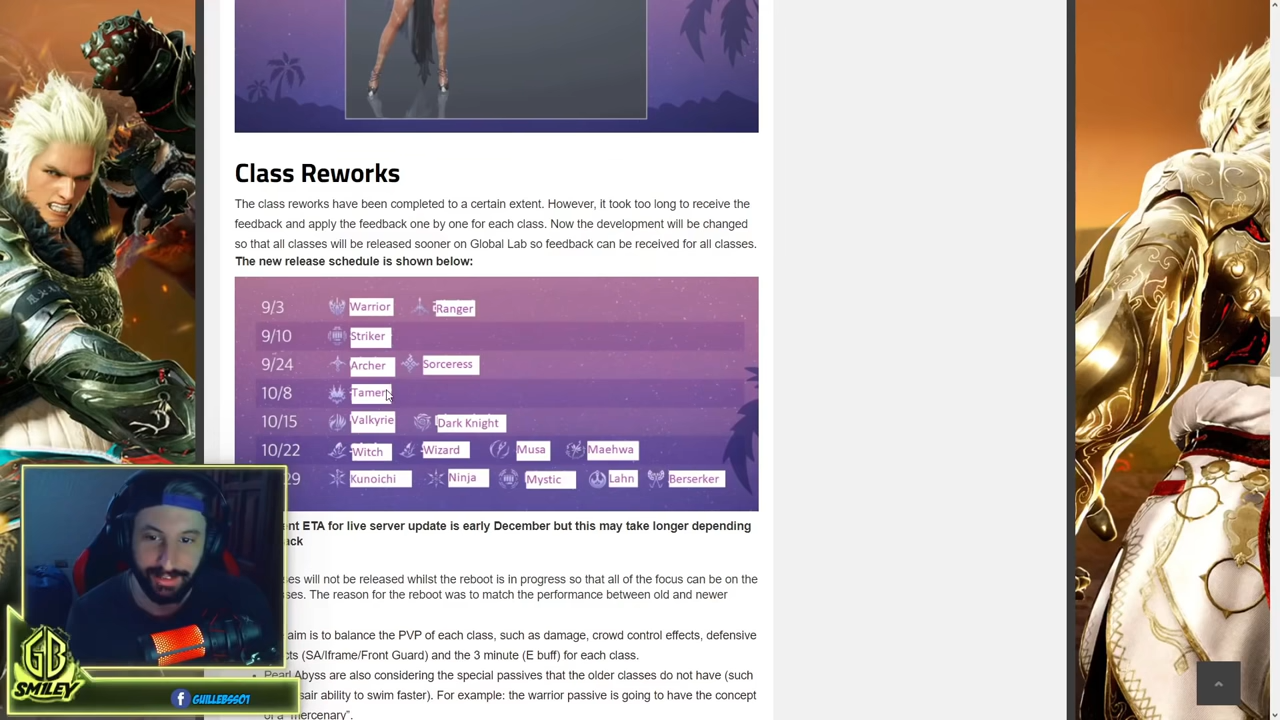 Class Reworks
The class reworks have been completed to a certain extent. However, it took too long to receive the
feedback and apply the feedback one by one for each class. Now the development will be changed
so that all classes will be released sooner on Global Lab so feedback can be received for all classes.
The new release schedule is shown below:
9/3 Warrior Ranger
9/10 Striker
9/24 Archer Sorceress
10/8 Tamer
10/15 Valkyrie Dark Knight
10/22 Witch Wizard Musa Maehwa
29 Kunoichi Ninja Mystic Lahn Berserker
ETA for live server update is early December but this may take longer depending
will not be released whilst the reboot is in progress so that all of the focus can be on the
The reason for the reboot was to match the performance between old and newer
aim is to balance the PVP of each class, such as damage, crowd control effects, defensive
(SA/Iframe/Front Guard) and the 3 minute (E buff) for each class.
Pearl Abyss are also considering the special passives that the older classes do not have (such
ability to swim faster). For example: the warrior passive is going to have the concept
of a "mercenary".
GB
SMILEY
f GUILLEBSS01